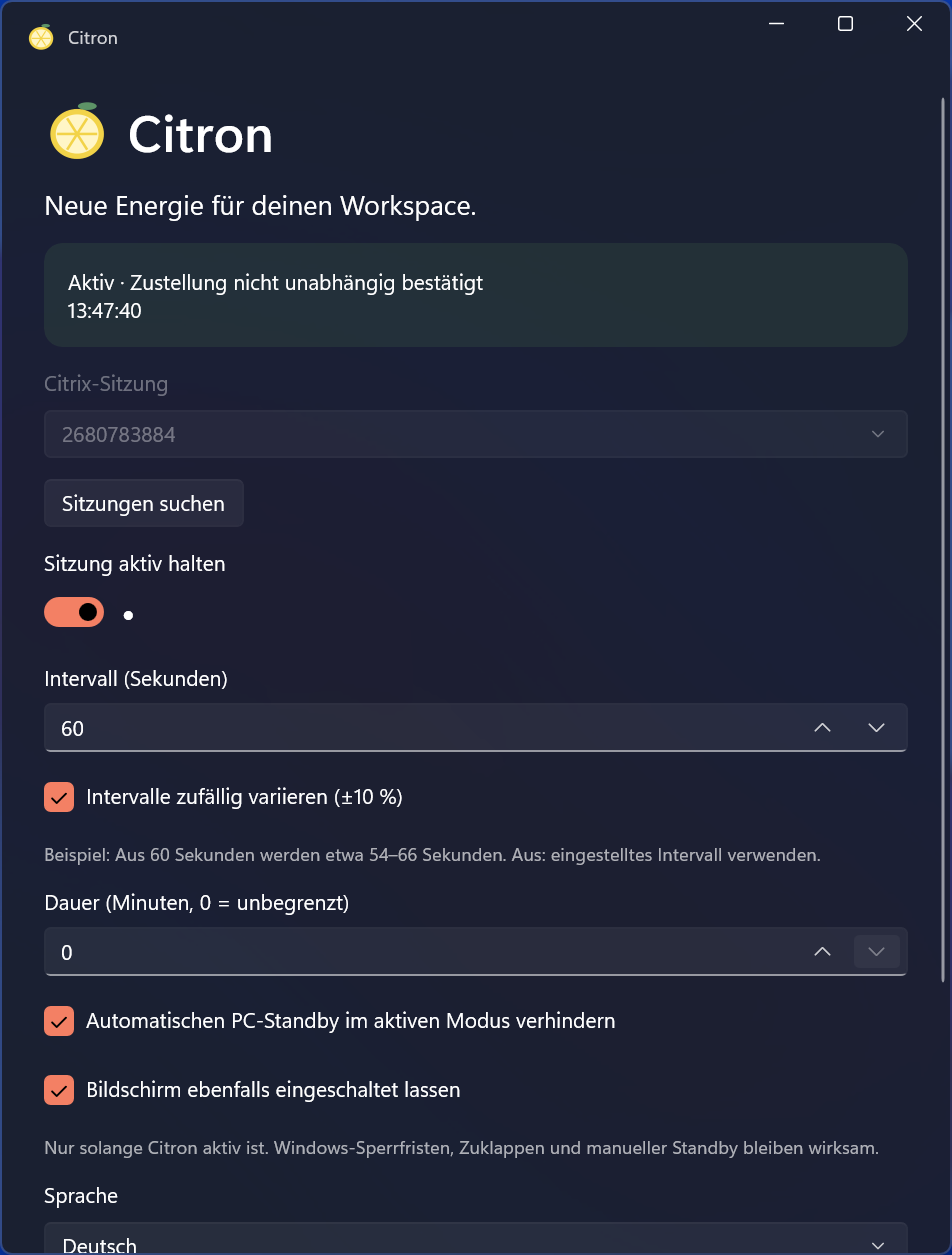 Citron
Citron
Neue Energie für deinen Workspace.
Aktiv · Zustellung nicht unabhängig bestätigt
13:47:40
Citrix-Sitzung
2680783884
Sitzungen suchen
Sitzung aktiv halten
Intervall (Sekunden)
60
Intervalle zufällig variieren (±10 %)
Beispiel: Aus 60 Sekunden werden etwa 54–66 Sekunden. Aus: eingestelltes Intervall verwenden.
Dauer (Minuten, 0 = unbegrenzt)
0
Automatischen PC-Standby im aktiven Modus verhindern
Bildschirm ebenfalls eingeschaltet lassen
Nur solange Citron aktiv ist. Windows-Sperrfristen, Zuklappen und manueller Standby bleiben wirksam.
Sprache
Deutsch